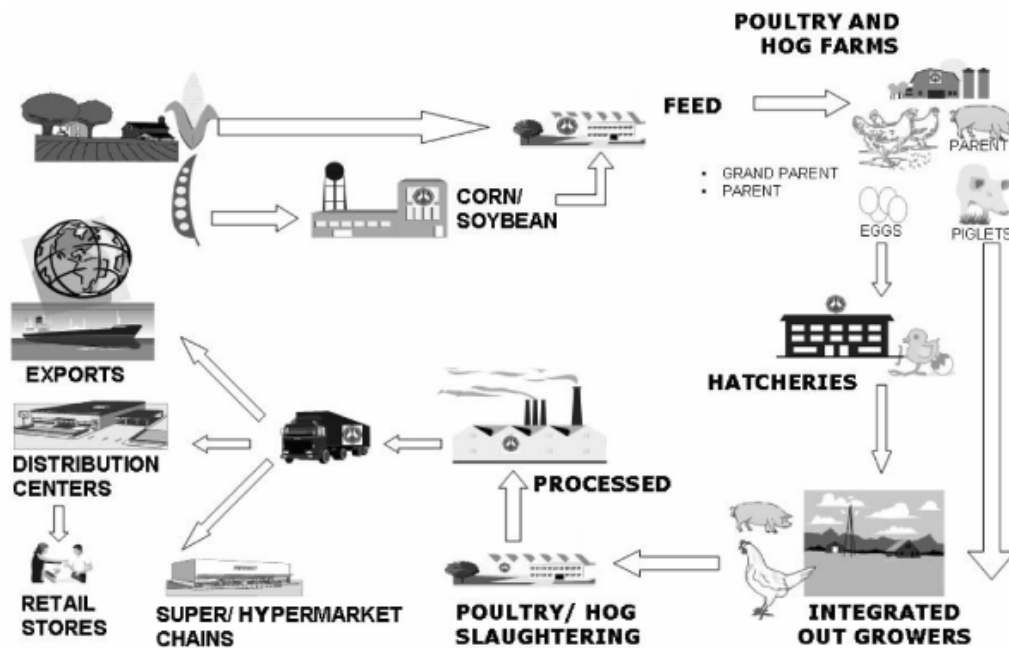 POULTRY AND
HOG FARMS
FEED
PARENT
• GRAND PARENT
• PARENT
CORN/
SOYBEAN
EGGS
PIGLETS
EXPORTS
HATCHERIES
DISTRIBUTION
CENTERS
PROCESSED
RETAIL
STORES
SUPER/ HYPERMARKET
CHAINS
POULTRY/ HOG
SLAUGHTERING
INTEGRATED
OUT GROWERS